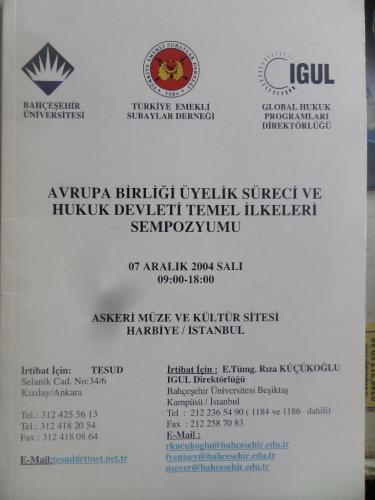 BAHÇEŞEHİR
ÜNİVERSİTESİ
TÜRKİYE EMEKLİ
SUBAYLAR DERNEĞİ
IGUL
GLOBAL HUKUK
PROGRAMLARI
DİREKTÖRLÜĞÜ
AVRUPA BİRLİĞİ ÜYELİK SÜRECİ VE
HUKUK DEVLETİ TEMEL İLKELERİ
SEMPOZYUMU
07 ARALIK 2004 SALI
09:00-18:00
ASKERİ MÜZE VE KÜLTÜR SİTESİ
HARBİYE / İSTANBUL
İrtibat İçin: TESUD
Selanik Cad. No:34/6
Kızılay/Ankara
Tel.: 312 425 56 13
Tel.: 312 418 20 54
Fax : 312 418 08 64
E-Mail:tesud@ttnet.net.tr
İrtibat İçin : E.Tümg. Rıza KÜÇÜKOĞLU
IGUL Direktörlüğü
Bahçeşehir Üniversitesi Beşiktaş
Kampüsü / İstanbul
Tel : 212 236 54 90 ( 1184 ve 1186 dahili)
Fax : 212 258 70 83
E-Mail :
rkucukoglu@bahcesehir.edu.tr
fyenisey@bahcesehir.edu.tr
nsever@bahcesehir.edu.tr